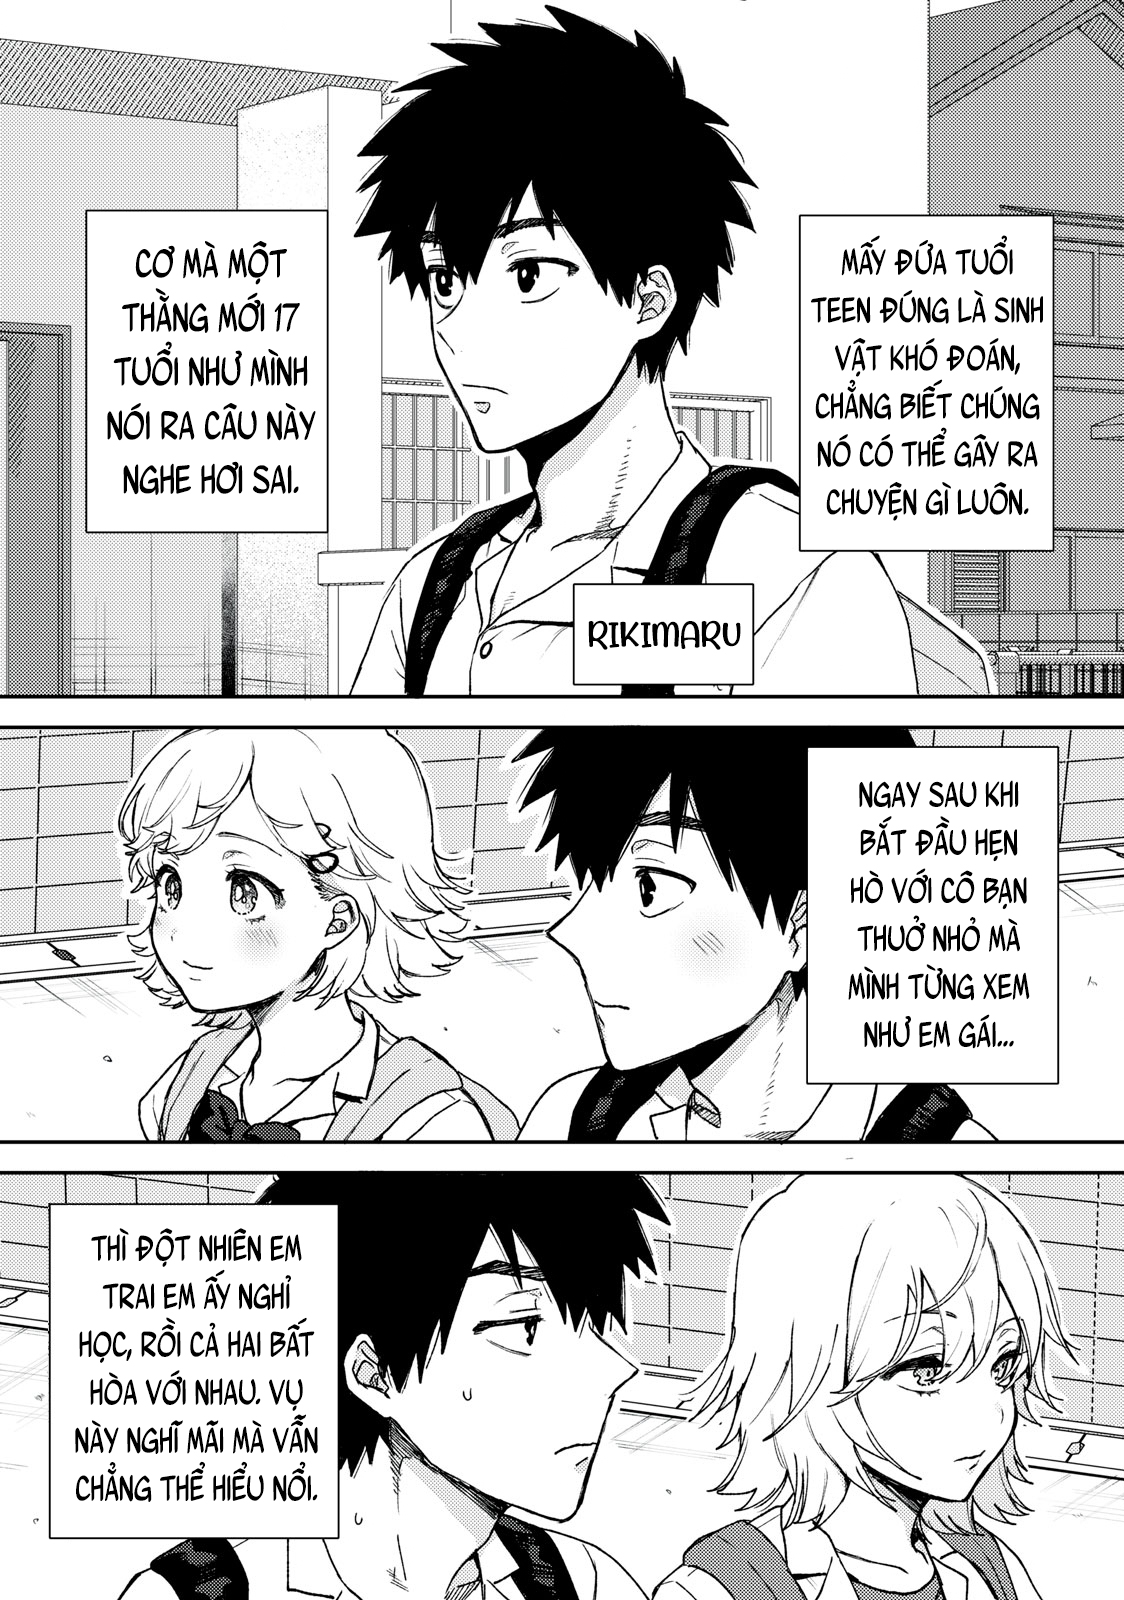 MẤY ĐỨA TUỔI
TEEN ĐÚNG LÀ SINH
VẬT KHÓ ĐOÁN,
CHẲNG BIẾT CHÚNG
NÓ CÓ THỂ GÂY RA
CHUYỆN GÌ LUÔN.
CƠ MÀ MỘT
THẰNG MỚI 17
TUỔI NHƯ MÌNH
NÓI RA CÂU NÀY
NGHE HƠI SAI.
RIKIMARU
NGAY SAU KHI
BẮT ĐẦU HẸN
HÒ VỚI CÔ BẠN
THUỞ NHỎ MÀ
MÌNH TỪNG XEM
NHƯ EM GÁI...
THÌ ĐỘT NHIÊN EM
TRAI EM ẤY NGHỈ
HỌC, RỒI CẢ HAI BẤT
HÒA VỚI NHAU. VỤ
NÀY NGHĨ MÃI MÀ VẪN
CHẲNG THỂ HIỂU NỔI.